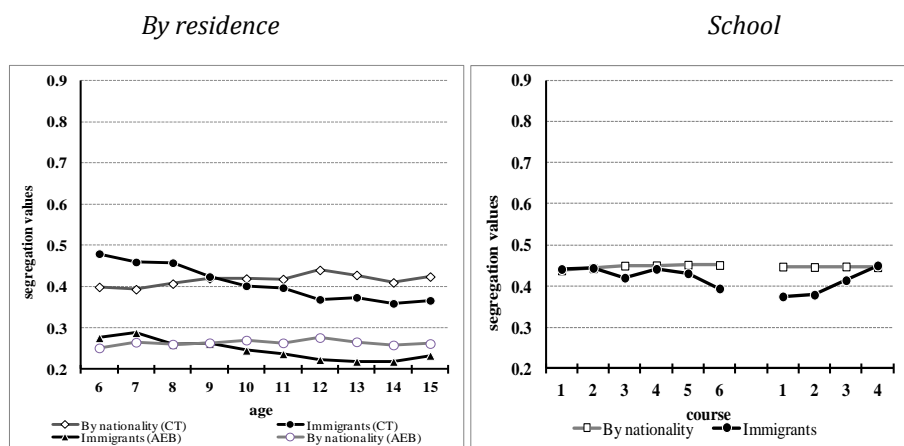 By residence
School
segregation values
0.9
0.8
0.7
0.6
0.5
0.4
0.3
0.2
6 7 8 9 10 11 12 13 14 15
age
By nationality (CT) Immigrants (CT)
Immigrants (AEB) By nationality (AEB)
segregation values
0.9
0.8
0.7
0.6
0.5
0.4
0.3
0.2
1 2 3 4 5 6 1 2 3 4
course
By nationality Immigrants